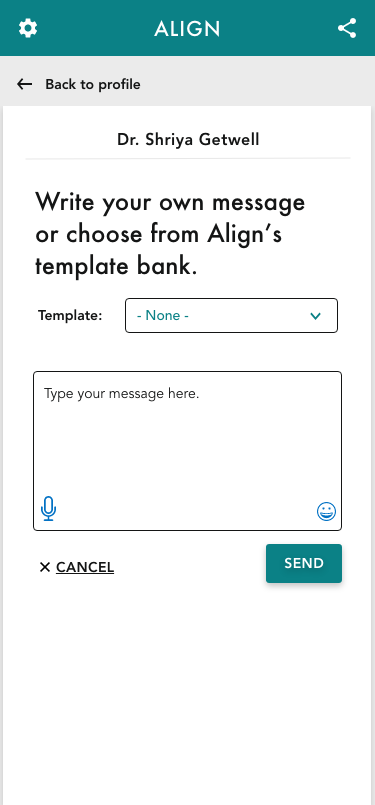 ALIGN
Back to profile
Dr. Shriya Getwell
Write your own message
or choose from Align’s
template bank.
Template:
- None -
Type your message here.
CANCEL
SEND